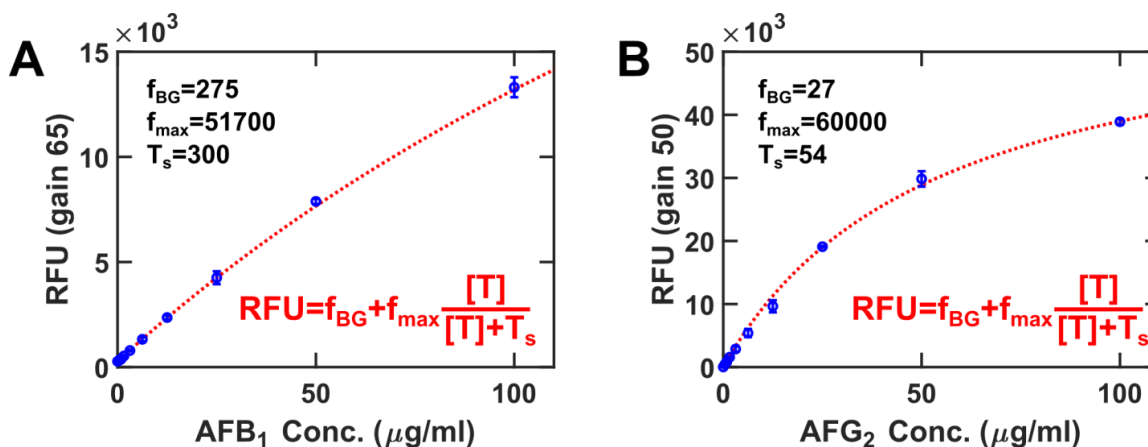 A
×10³
15
10
5
0
RFU (gain 65)
f_BG=275
f_max=51700
T_s=300
RFU=f_BG+f_max [T]/([T]+T_s)
0 50 100
AFB₁ Conc. (μg/ml)
B
×10³
50
40
30
20
10
0
RFU (gain 50)
f_BG=27
f_max=60000
T_s=54
RFU=f_BG+f_max [T]/([T]+T_s)
0 50 100
AFG₂ Conc. (μg/ml)